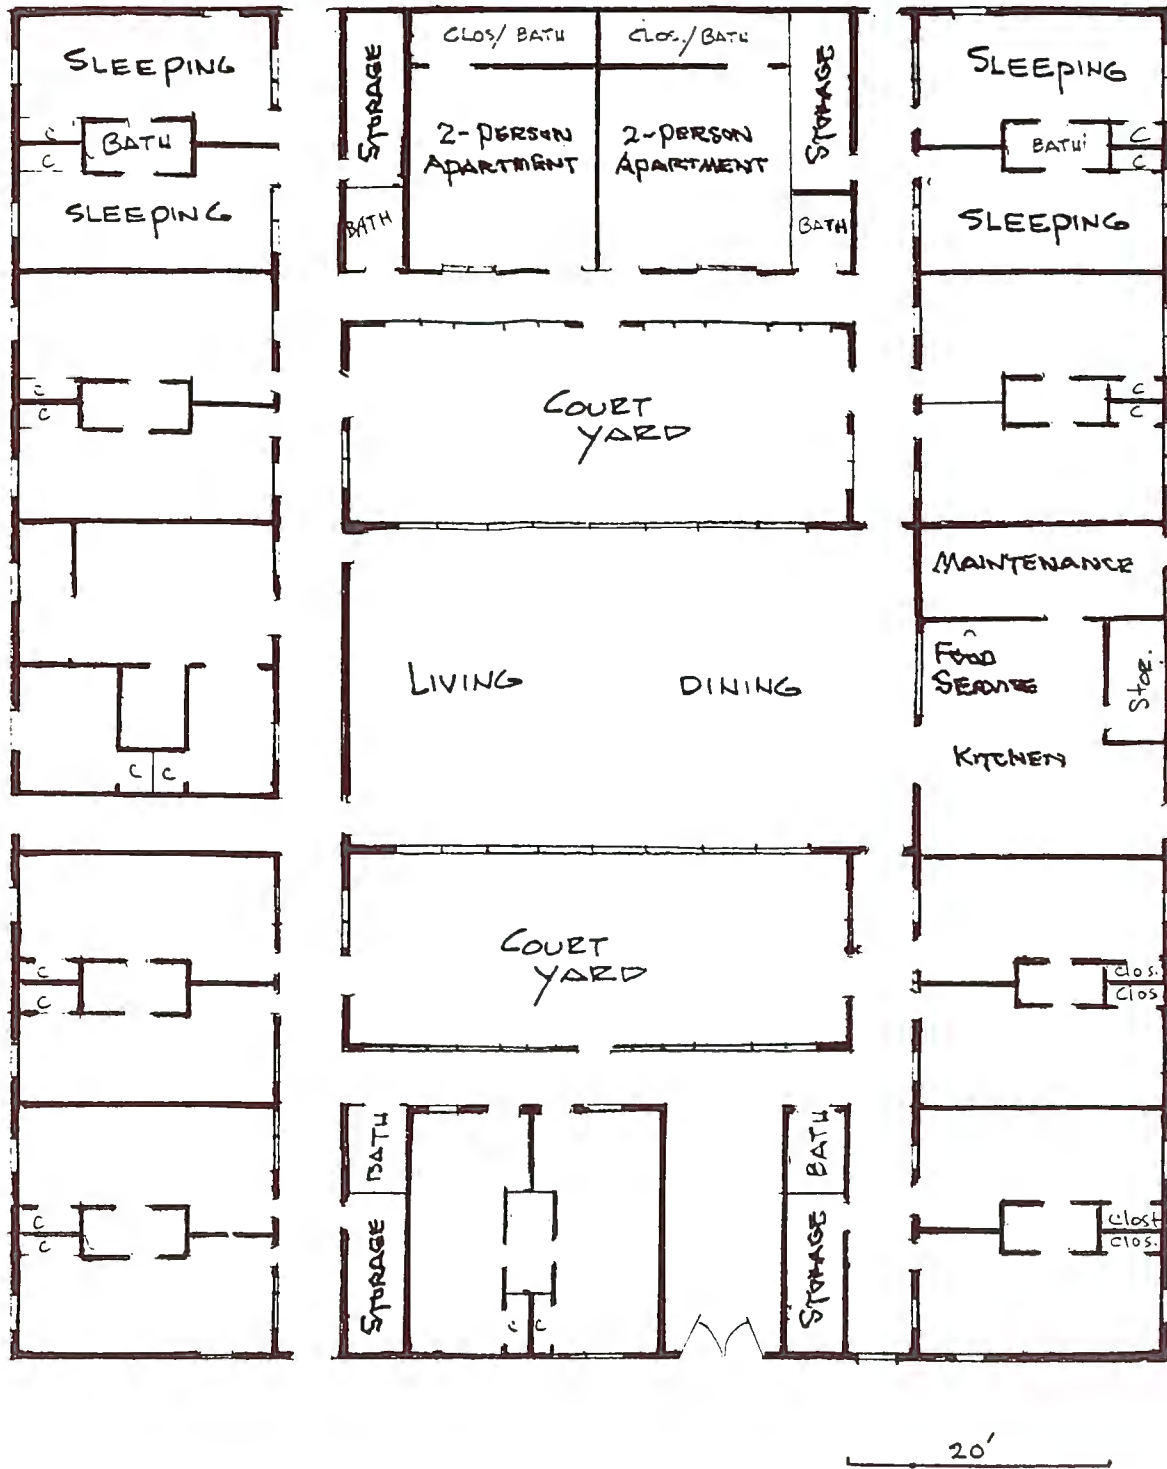 CLOS/ BATH
CLOS./BATH
SLEEPING
STORAGE
STORAGE
SLEEPING
C
BATH
C
2-PERSON
APARTMENT
2-PERSON
APARTMENT
BATH
C
C
SLEEPING
BATH
BATH
SLEEPING
C
C
COURT
YARD
C
C
MAINTENANCE
FOOD
SERVICE
STOR.
LIVING
DINING
KITCHEN
C C
COURT
YARD
C
C
CLOS.
CLOS
BATH
BATH
C
C
STORAGE
STORAGE
CLOST
CLOS.
C C
20'